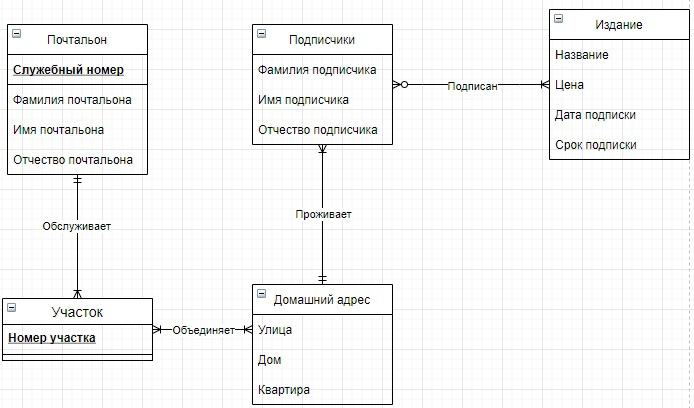 Почтальон
Служебный номер
Фамилия почтальона
Имя почтальона
Отчество почтальона
Подписчики
Фамилия подписчика
Имя подписчика
Отчество подписчика
Подписан
Издание
Название
Цена
Дата подписки
Срок подписки
Обслуживает
Проживает
Участок
Номер участка
Объединяет
Домашний адрес
Улица
Дом
Квартира